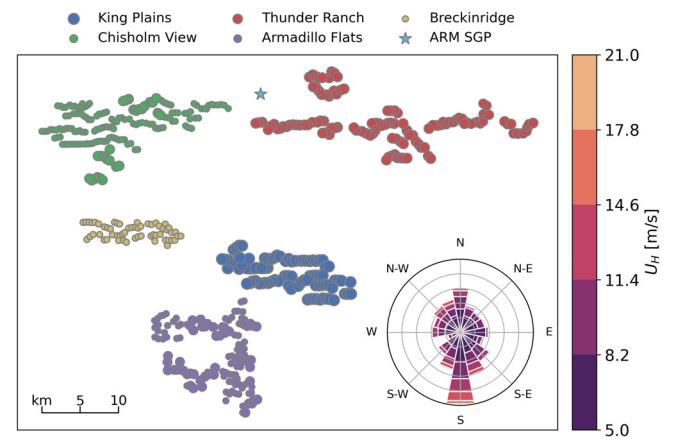 King Plains Thunder Ranch Breckinridge
Chisholm View Armadillo Flats ARM SGP
21.0
17.8
14.6
11.4
8.2
5.0
U_H [m/s]
N
N-W N-E
W E
S-W S-E
S
km 5 10